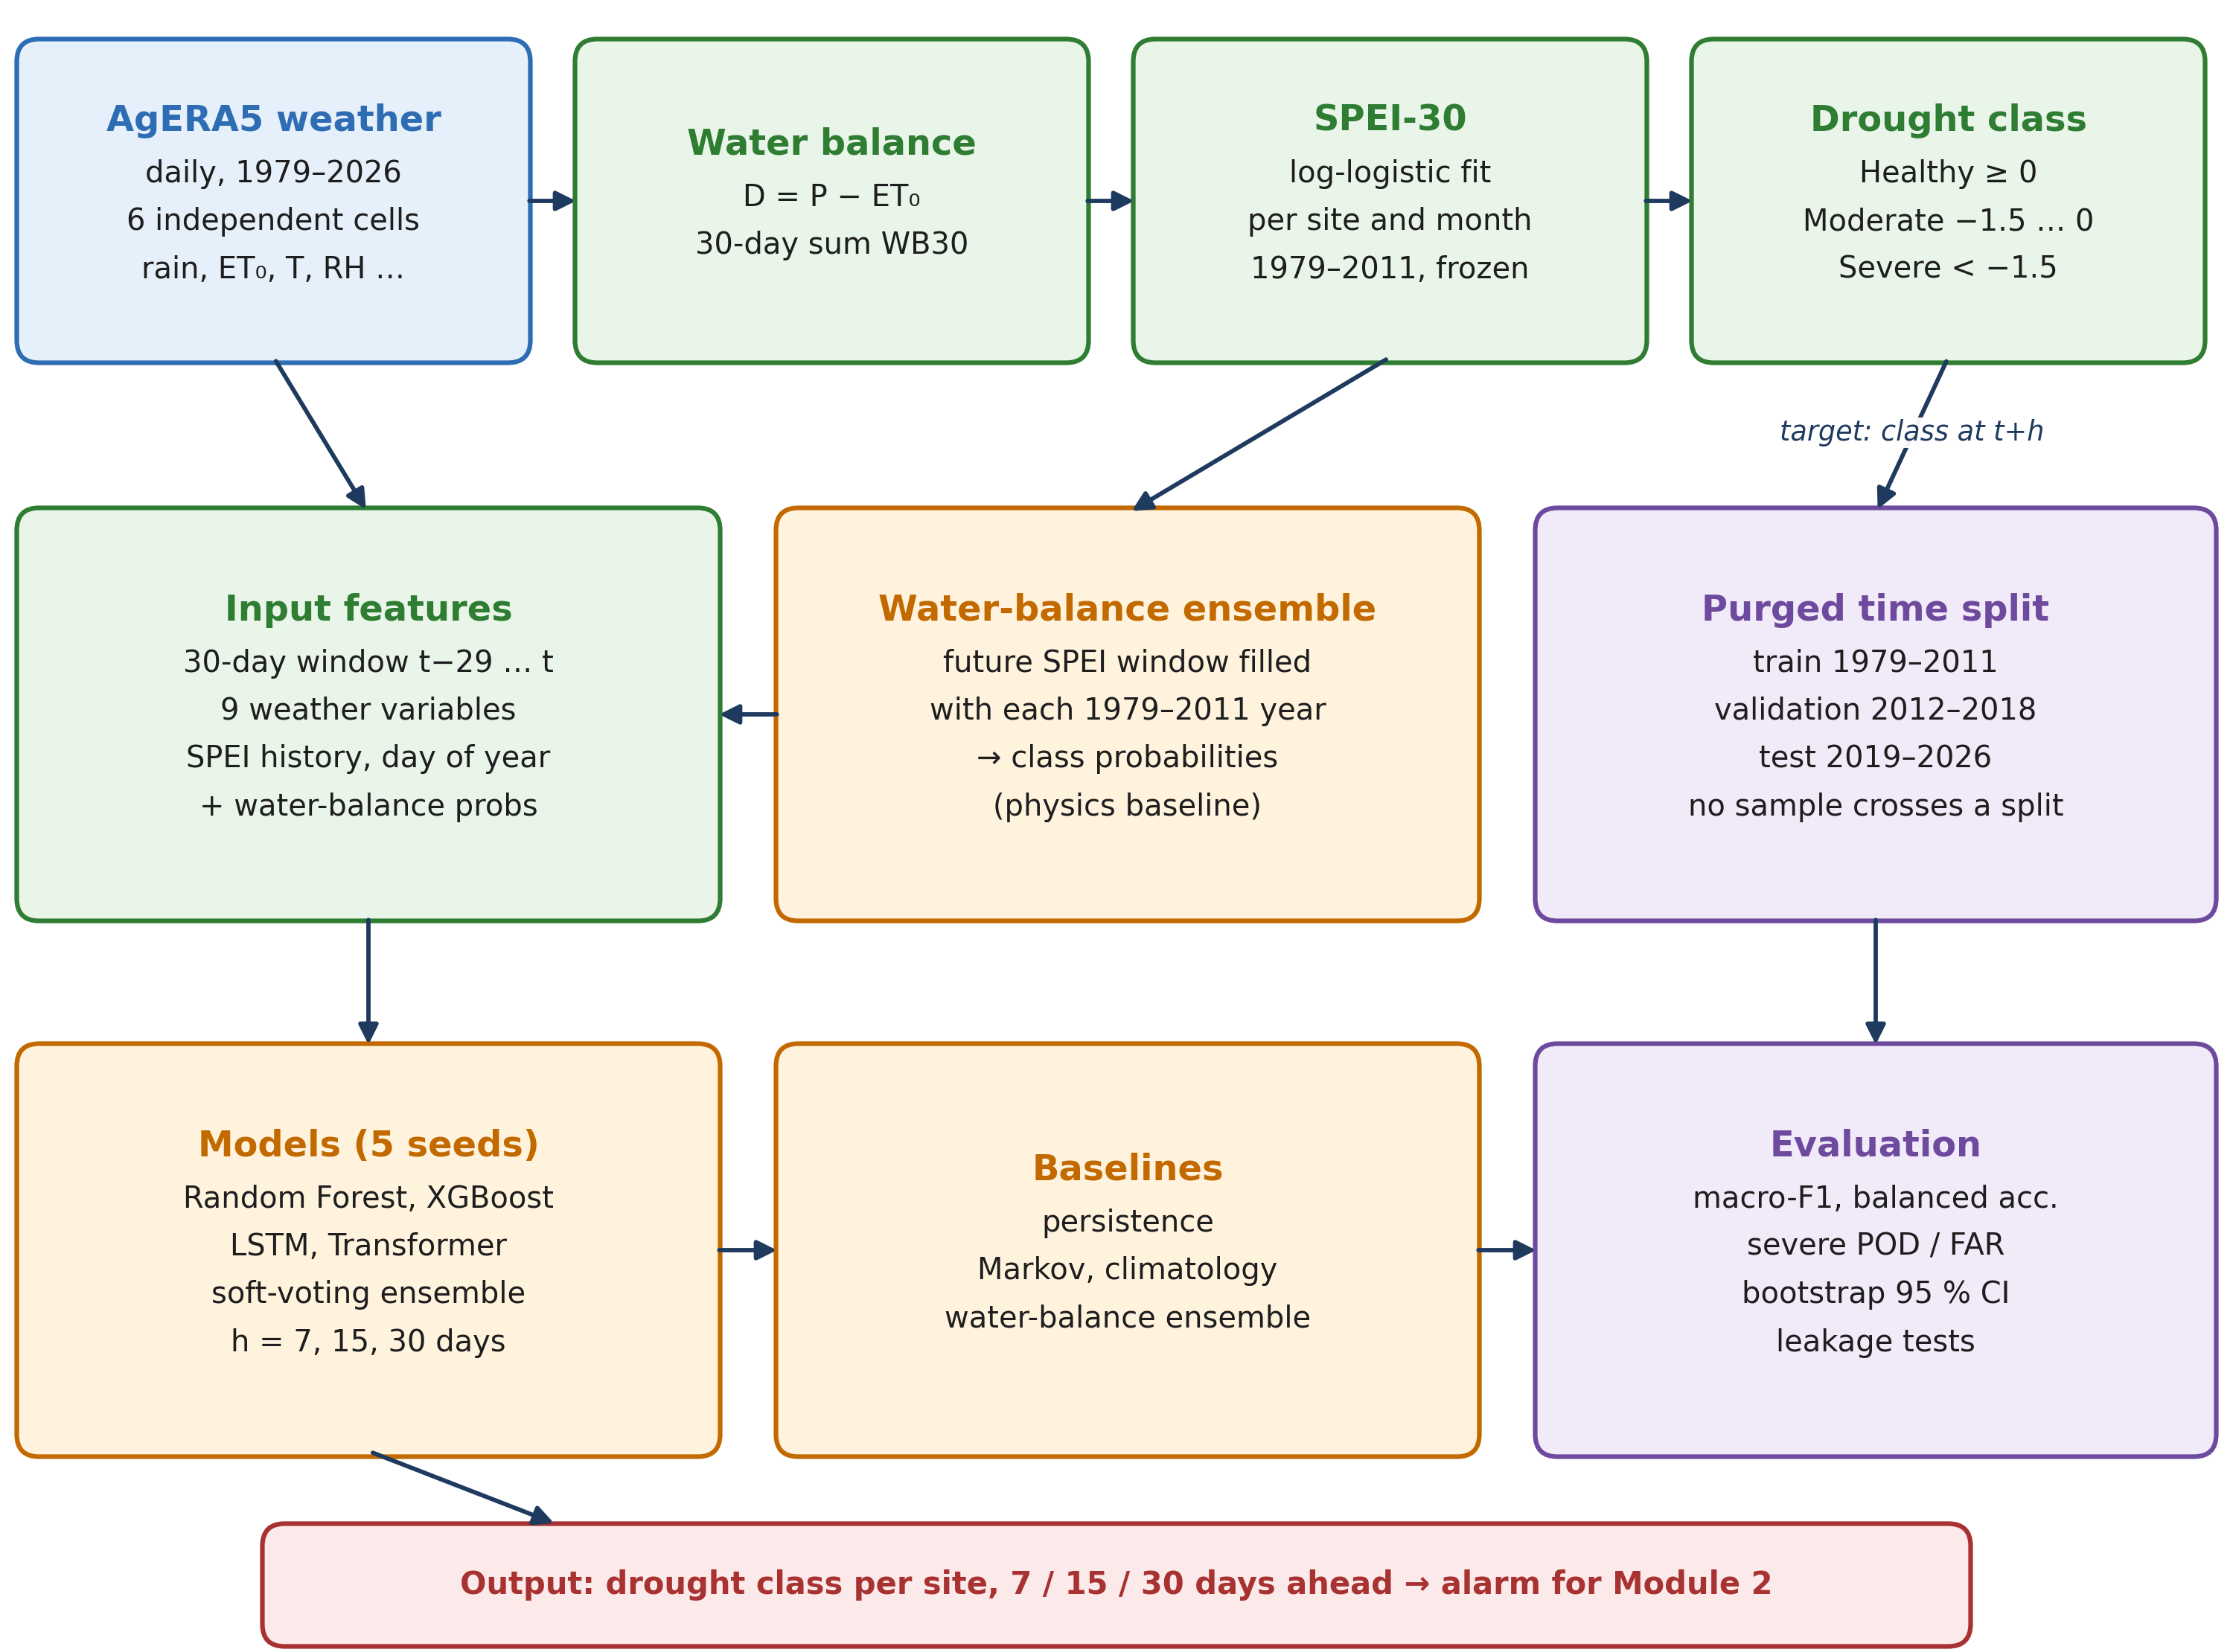 AgERA5 weather
daily, 1979–2026
6 independent cells
rain, ET₀, T, RH …
Water balance
D = P − ET₀
30-day sum WB30
SPEI-30
log-logistic fit
per site and month
1979–2011, frozen
Drought class
Healthy ≥ 0
Moderate −1.5 … 0
Severe < −1.5
target: class at t+h
Input features
30-day window t−29 … t
9 weather variables
SPEI history, day of year
+ water-balance probs
Water-balance ensemble
future SPEI window filled
with each 1979–2011 year
→ class probabilities
(physics baseline)
Purged time split
train 1979–2011
validation 2012–2018
test 2019–2026
no sample crosses a split
Models (5 seeds)
Random Forest, XGBoost
LSTM, Transformer
soft-voting ensemble
h = 7, 15, 30 days
Baselines
persistence
Markov, climatology
water-balance ensemble
Evaluation
macro-F1, balanced acc.
severe POD / FAR
bootstrap 95 % CI
leakage tests
Output: drought class per site, 7 / 15 / 30 days ahead → alarm for Module 2